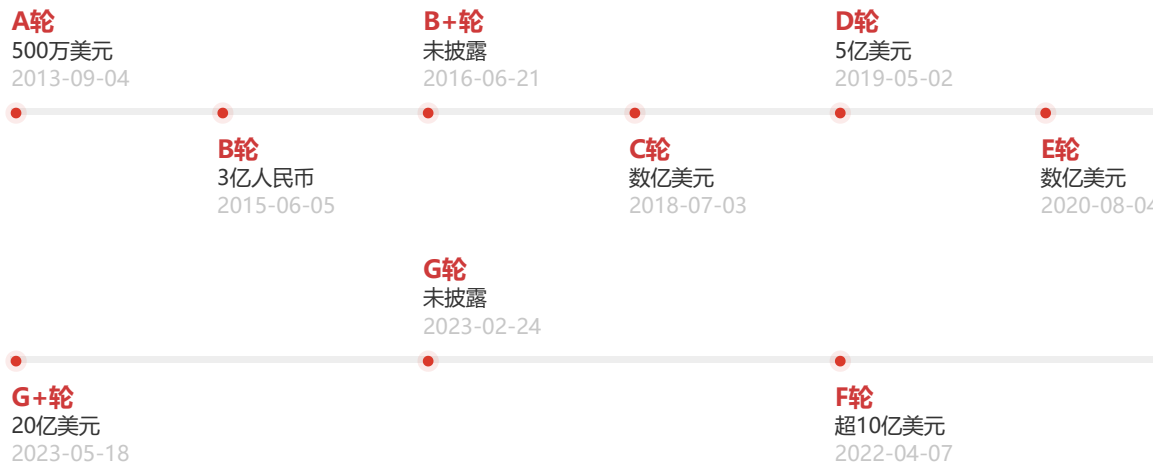 A轮
500万美元
2013-09-04
B+轮
未披露
2016-06-21
D轮
5亿美元
2019-05-02
B轮
3亿人民币
2015-06-05
C轮
数亿美元
2018-07-03
E轮
数亿美元
2020-08-04
G轮
未披露
2023-02-24
G+轮
20亿美元
2023-05-18
F轮
超10亿美元
2022-04-07